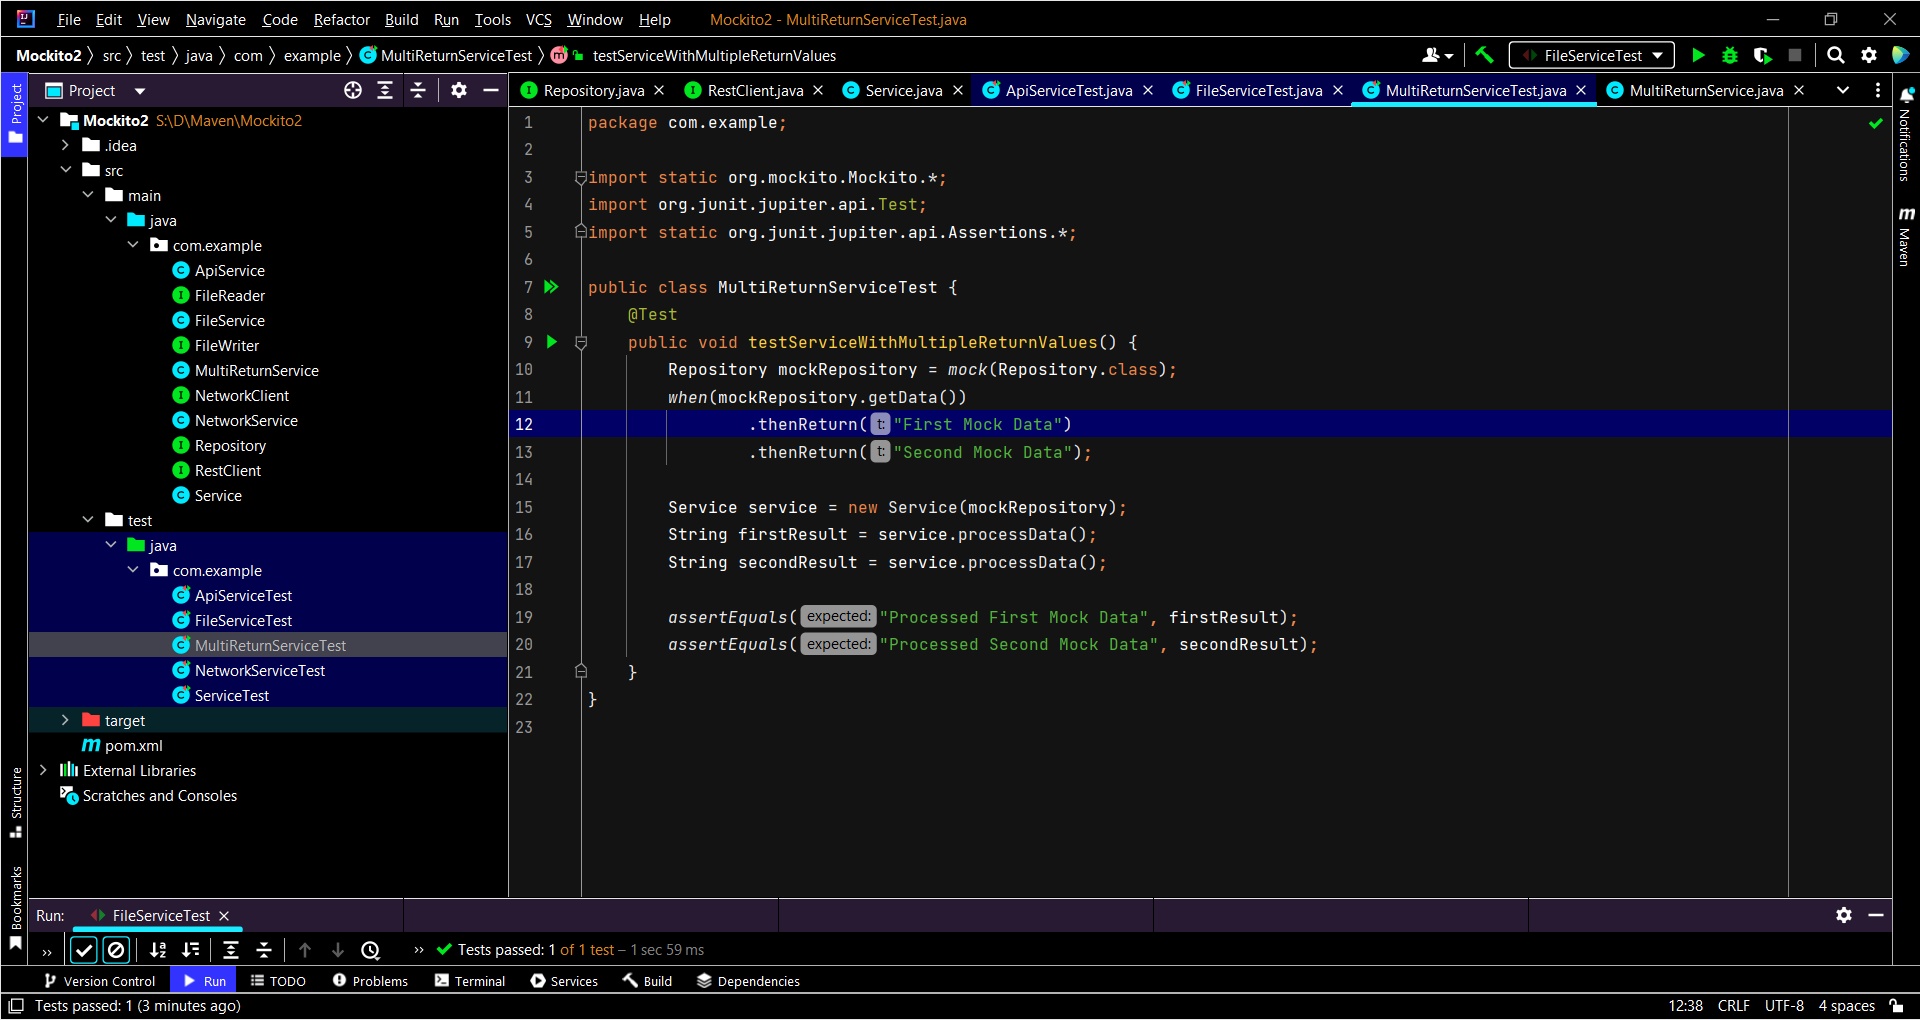 File Edit View Navigate Code Refactor Build Run Tools VCS Window Help Mockito2 - MultiReturnServiceTest.java
Mockito2 src test java com example MultiReturnServiceTest m testServiceWithMultipleReturnValues FileServiceTest
Project
Repository.java RestClient.java Service.java ApiServiceTest.java FileServiceTest.java MultiReturnServiceTest.java MultiReturnService.java
Project
Mockito2 S:\D\Maven\Mockito2
.idea
src
main
java
com.example
ApiService
FileReader
FileService
FileWriter
MultiReturnService
NetworkClient
NetworkService
Repository
RestClient
Service
test
java
com.example
ApiServiceTest
FileServiceTest
MultiReturnServiceTest
NetworkServiceTest
ServiceTest
target
pom.xml
External Libraries
Scratches and Consoles
Structure
Bookmarks
1 package com.example;
2
3 import static org.mockito.Mockito.*;
4 import org.junit.jupiter.api.Test;
5 import static org.junit.jupiter.api.Assertions.*;
6
7 public class MultiReturnServiceTest {
8 @Test
9 public void testServiceWithMultipleReturnValues() {
10 Repository mockRepository = mock(Repository.class);
11 when(mockRepository.getData())
12 .thenReturn( t: "First Mock Data")
13 .thenReturn( t: "Second Mock Data");
14
15 Service service = new Service(mockRepository);
16 String firstResult = service.processData();
17 String secondResult = service.processData();
18
19 assertEquals( expected: "Processed First Mock Data", firstResult);
20 assertEquals( expected: "Processed Second Mock Data", secondResult);
21 }
22 }
23
Notifications
Maven
Run: FileServiceTest
Tests passed: 1 of 1 test – 1 sec 59 ms
Version Control Run TODO Problems Terminal Services Build Dependencies
Tests passed: 1 (3 minutes ago) 12:38 CRLF UTF-8 4 spaces